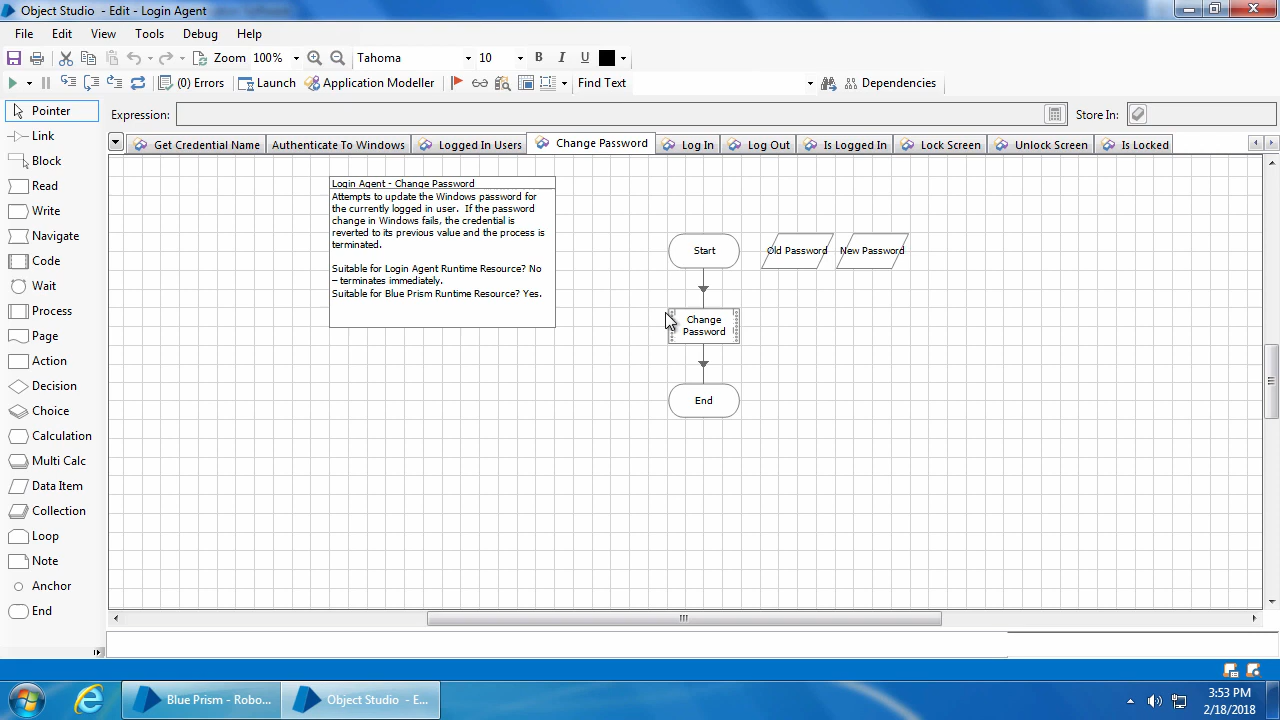 Object Studio - Edit - Login Agent
File Edit View Tools Debug Help
Zoom 100% Tahoma 10 B I U
(0) Errors Launch Application Modeller Find Text Dependencies
Pointer
Link
Block
Read
Write
Navigate
Code
Wait
Process
Page
Action
Decision
Choice
Calculation
Multi Calc
Data Item
Collection
Loop
Note
Anchor
End
Expression: Store In:
Get Credential Name Authenticate To Windows Logged In Users Change Password Log In Log Out Is Logged In Lock Screen Unlock Screen Is Locked
Login Agent - Change Password
Attempts to update the Windows password for
the currently logged in user. If the password
change in Windows fails, the credential is
reverted to its previous value and the process is
terminated.
Suitable for Login Agent Runtime Resource? No
– terminates immediately.
Suitable for Blue Prism Runtime Resource? Yes.
Start
Old Password
New Password
Change
Password
End
Blue Prism - Robo...
Object Studio - E...
3:53 PM
2/18/2018